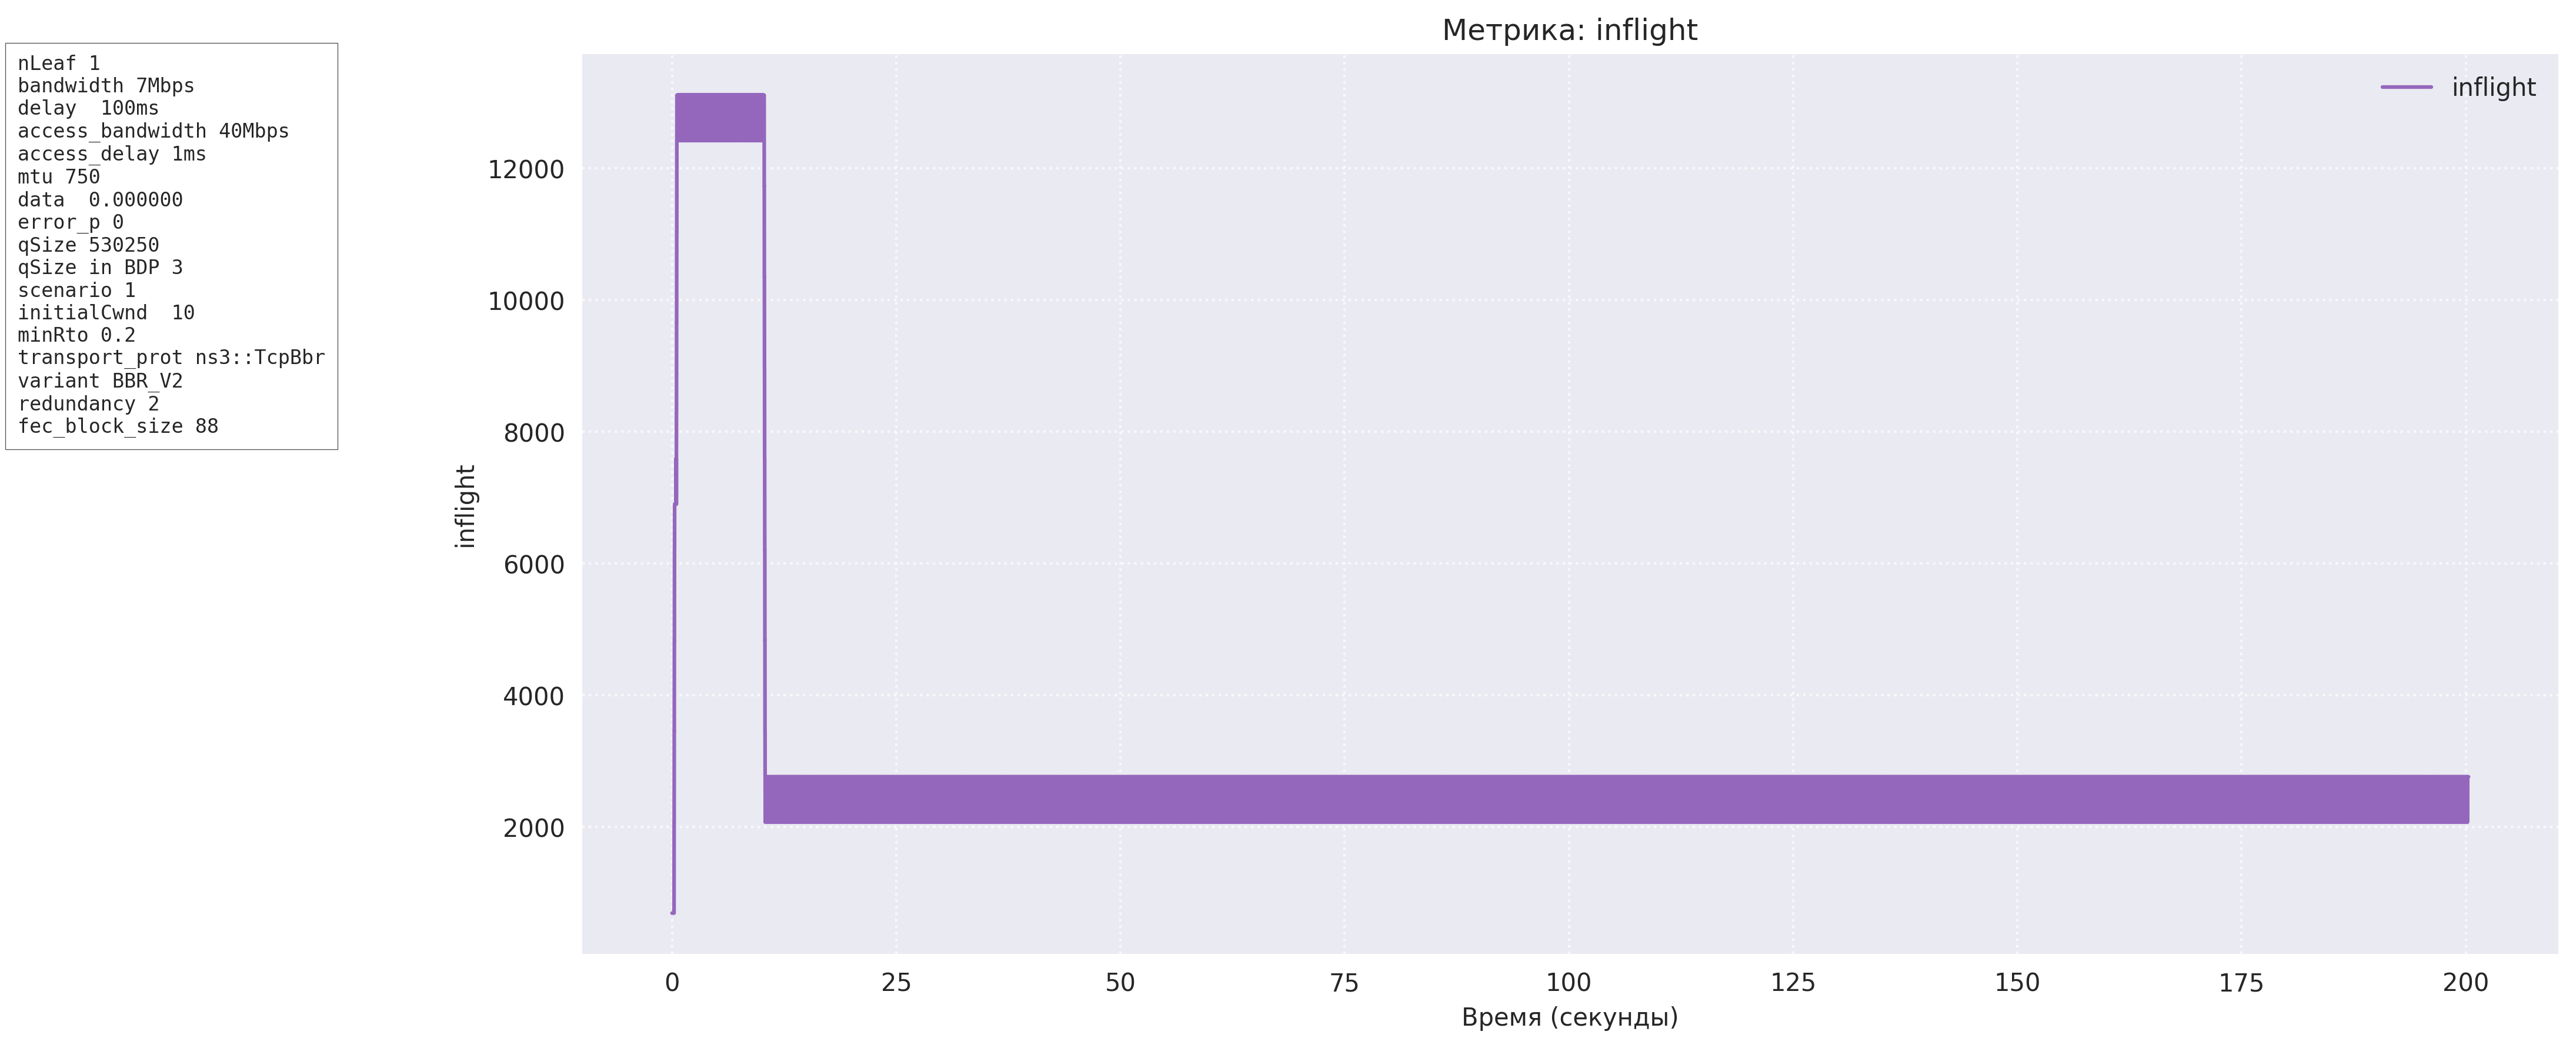 Метрика: inflight
nLeaf 1
bandwidth 7Mbps
delay  100ms
access_bandwidth 40Mbps
access_delay 1ms
mtu 750
data  0.000000
error_p 0
qSize 530250
qSize in BDP 3
scenario 1
initialCwnd  10
minRto 0.2
transport_prot ns3::TcpBbr
variant BBR_V2
redundancy 2
fec_block_size 88
inflight
inflight
12000
10000
8000
6000
4000
2000
0 25 50 75 100 125 150 175 200
Время (секунды)